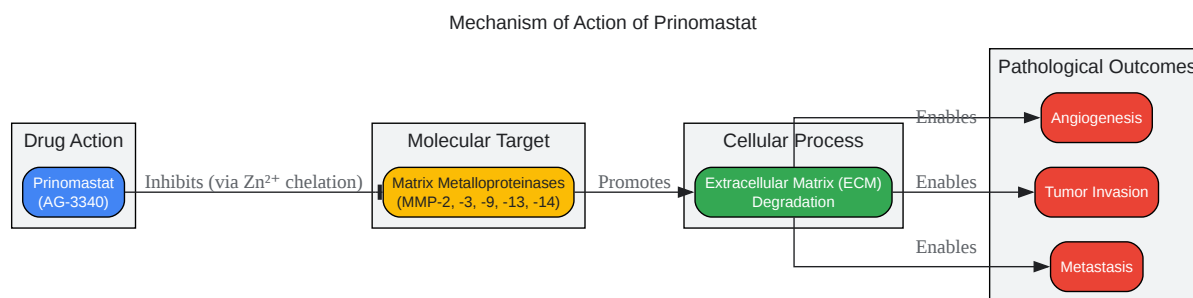 Mechanism of Action of Prinomastat
Drug Action
Prinomastat
(AG-3340)
Inhibits (via Zn²⁺ chelation)
Molecular Target
Matrix Metalloproteinases
(MMP-2, -3, -9, -13, -14)
Promotes
Cellular Process
Extracellular Matrix (ECM)
Degradation
Enables
Enables
Enables
Pathological Outcomes
Angiogenesis
Tumor Invasion
Metastasis